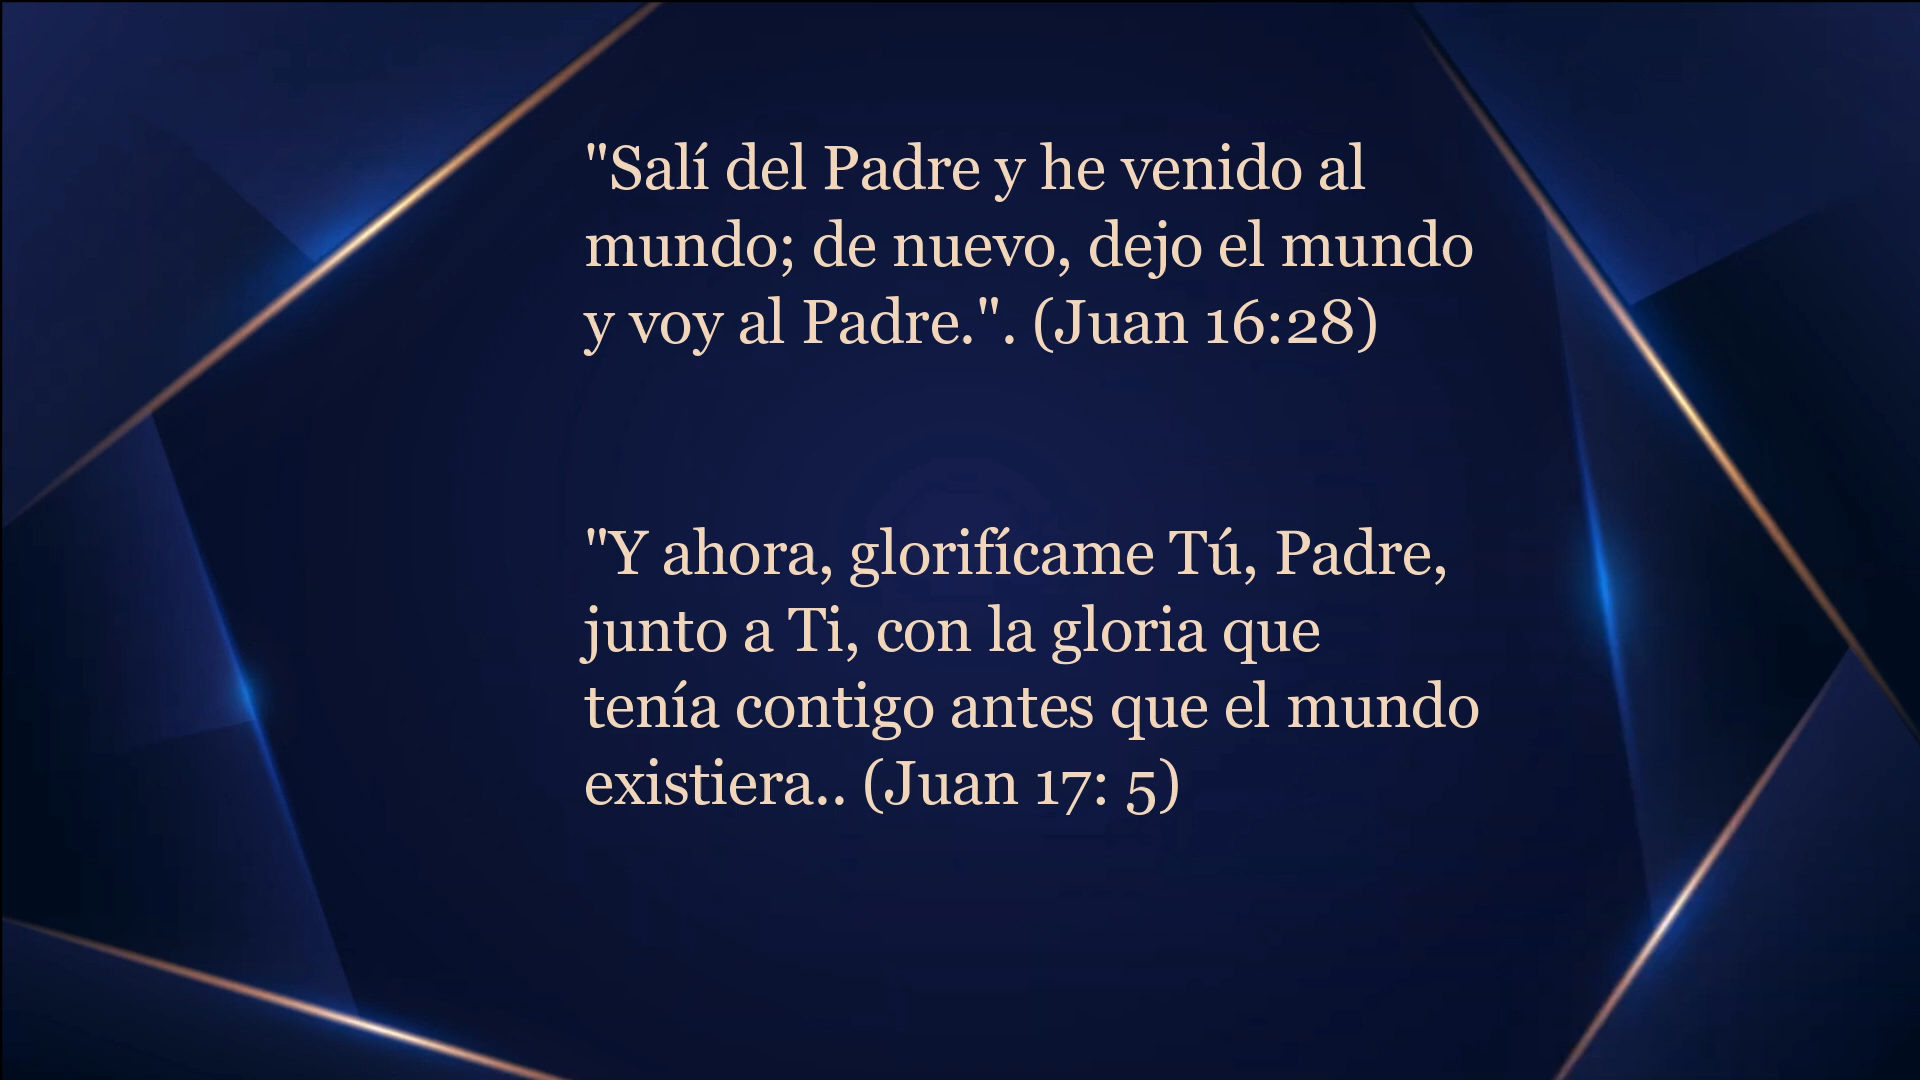 "Salí del Padre y he venido al
mundo; de nuevo, dejo el mundo
y voy al Padre.". (Juan 16:28)
"Y ahora, glorifícame Tú, Padre,
junto a Ti, con la gloria que
tenía contigo antes que el mundo
existiera.. (Juan 17: 5)